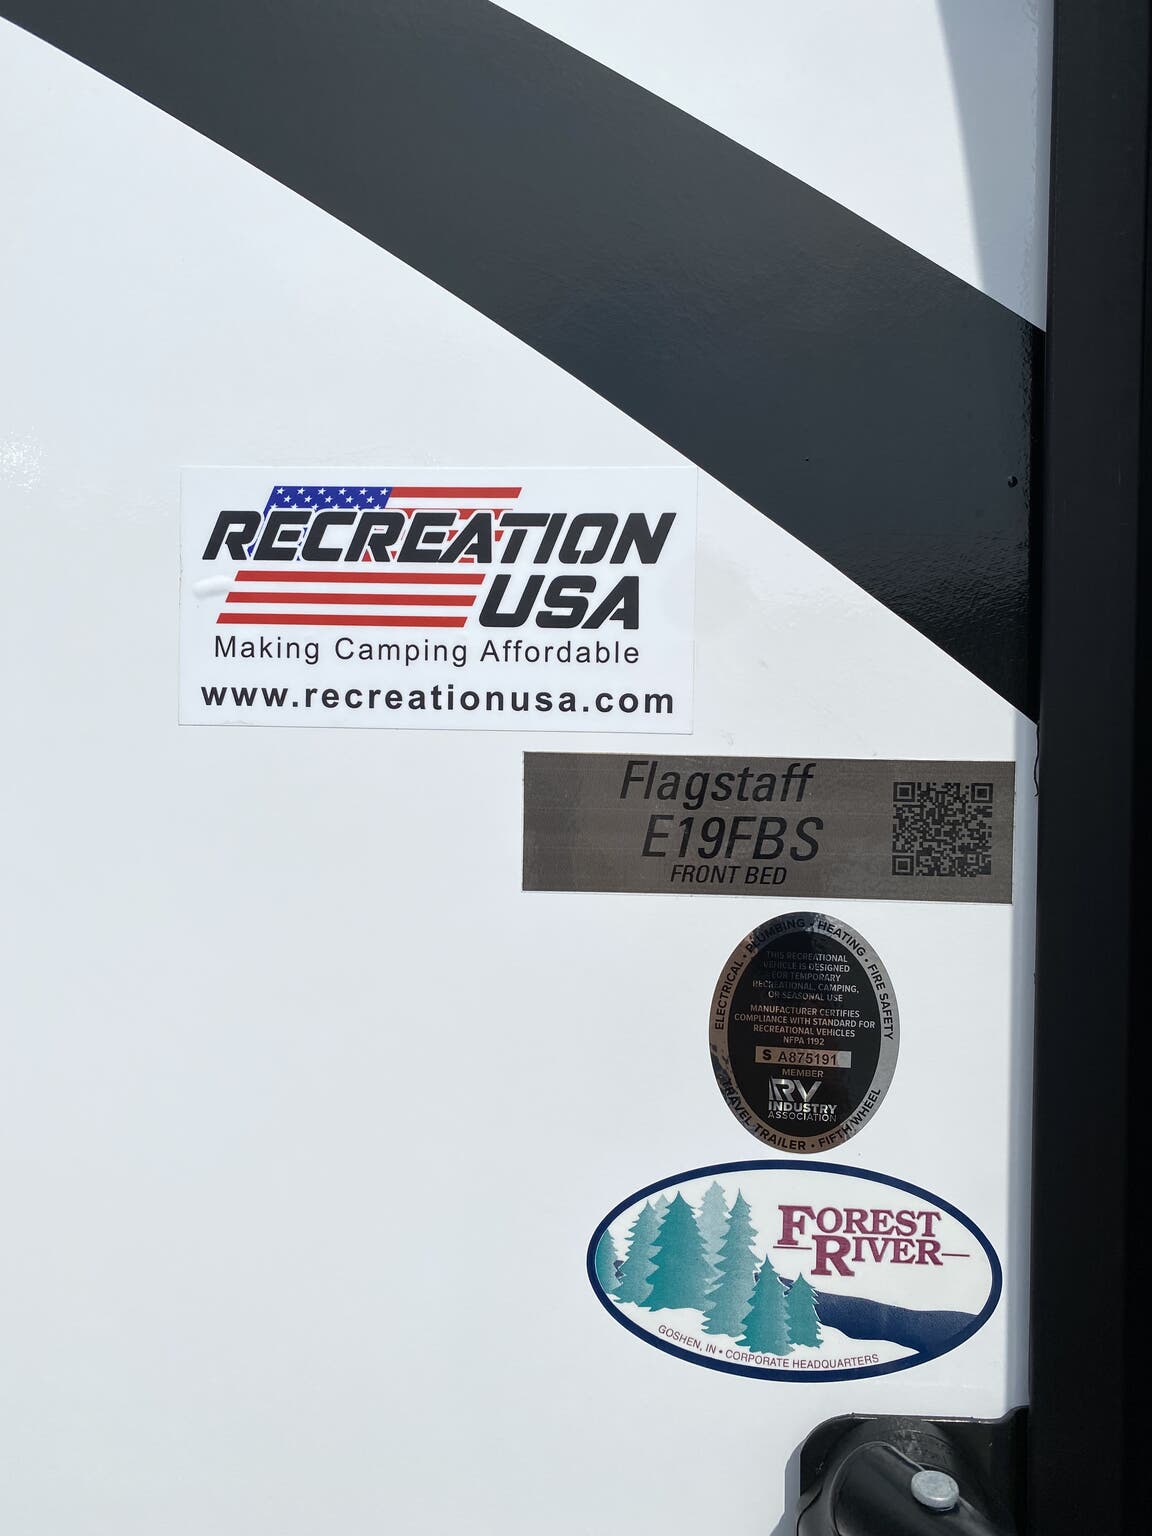 RECREATION
USA
Making Camping Affordable
www.recreationusa.com
Flagstaff
E19FBS
FRONT BED
ELECTRICAL • PLUMBING • HEATING • FIRE SAFETY
THIS RECREATIONAL
VEHICLE IS DESIGNED
FOR TEMPORARY
RECREATIONAL, CAMPING,
OR SEASONAL USE
MANUFACTURER CERTIFIES
COMPLIANCE WITH STANDARD FOR
RECREATIONAL VEHICLES
NFPA 1192
S A875191
MEMBER
RV
INDUSTRY
ASSOCIATION
TRAVEL TRAILER • FIFTH WHEEL
FOREST
RIVER
GOSHEN, IN • CORPORATE HEADQUARTERS